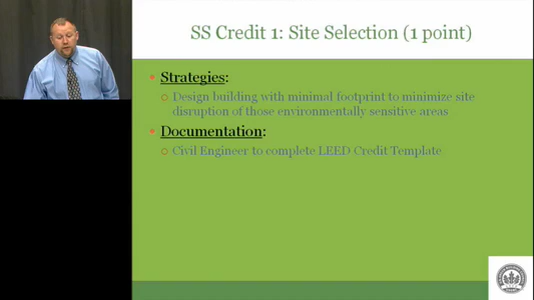 SS Credit 1: Site Selection (1 point)
Strategies:
Design building with minimal footprint to minimize site
disruption of those environmentally sensitive areas
Documentation:
Civil Engineer to complete LEED Credit Template